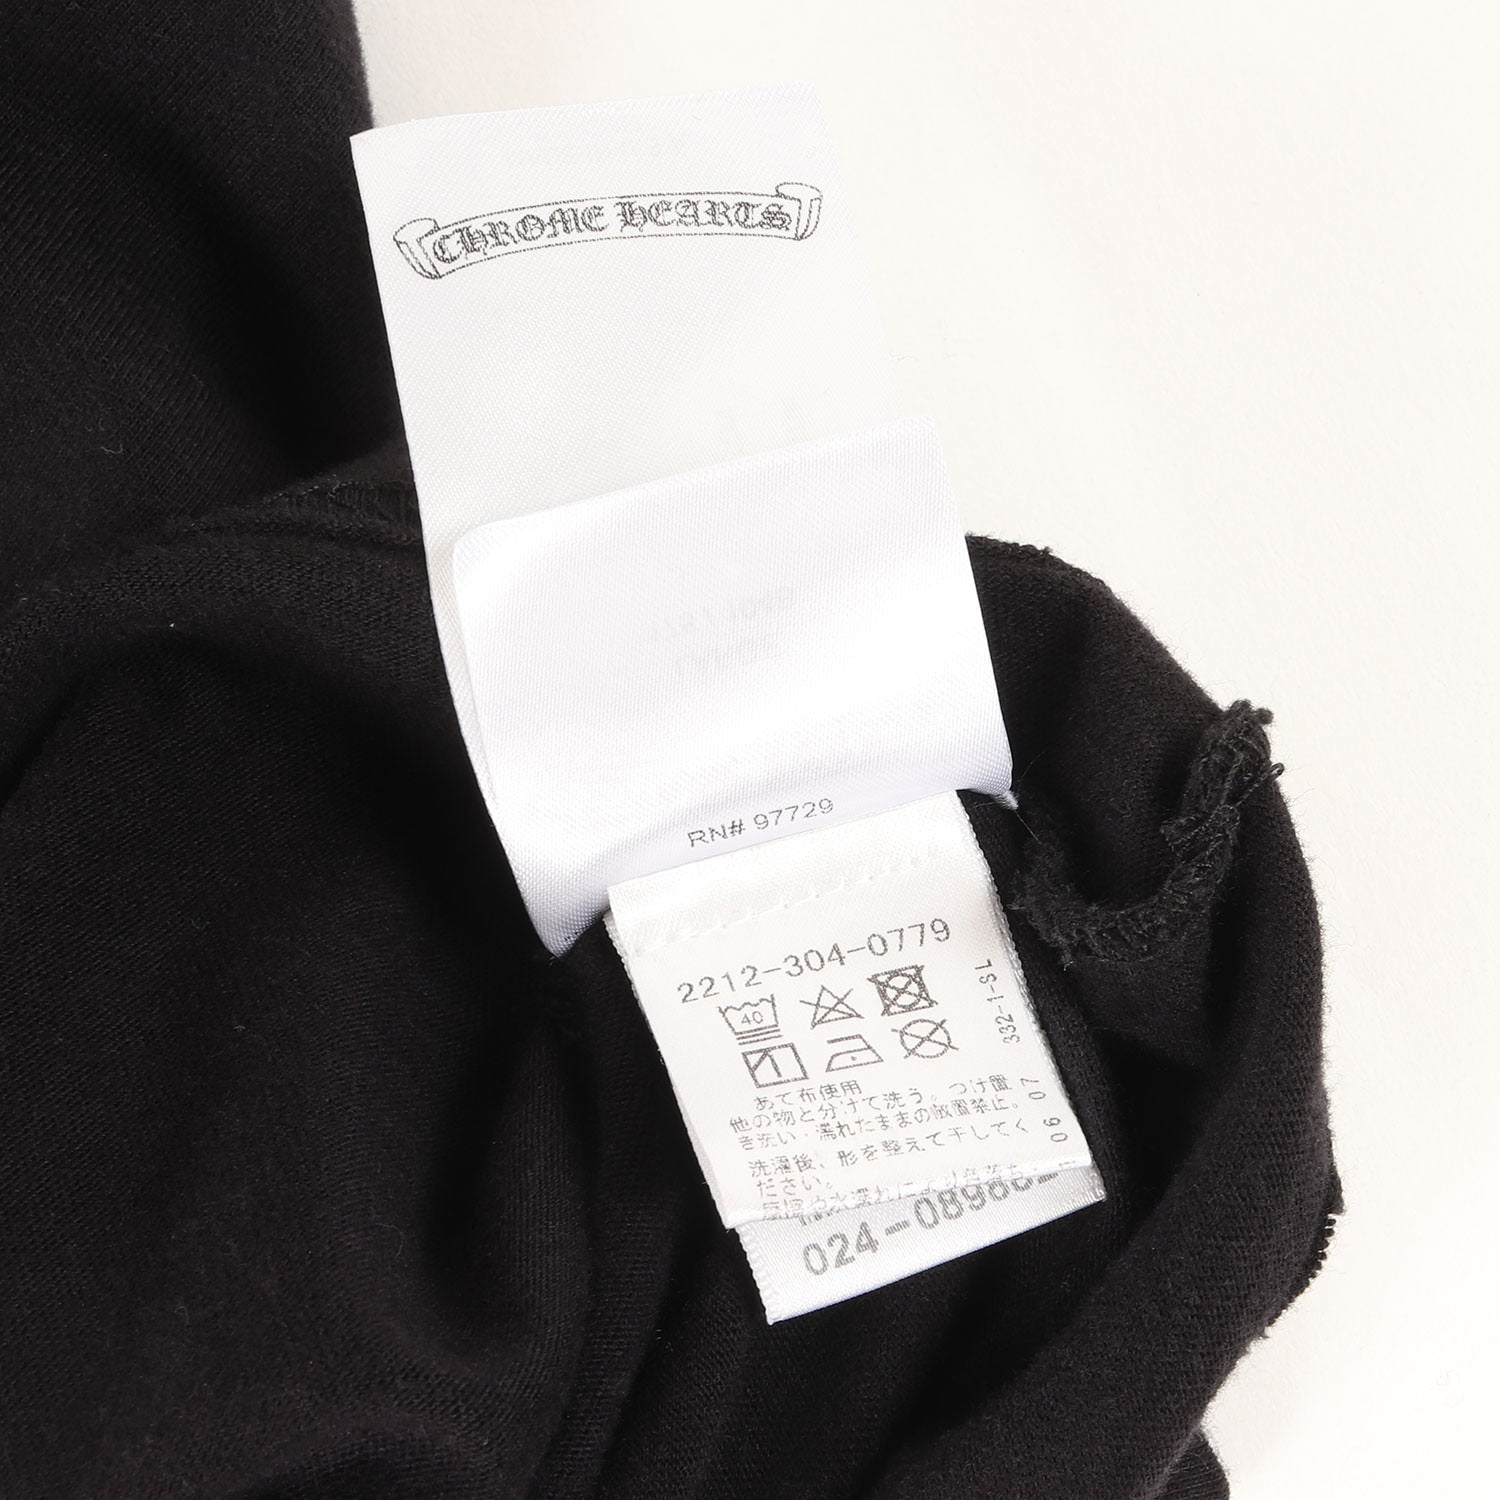 CHROME HEARTS
RN# 97729
2212-304-0779
40
332-1-SL
あて布使用
他の物と分けて洗う。つけ置
き洗い・濡れたままの放置禁止。
洗濯後、形を整えて干してく
ださい。
06 07
024-08986